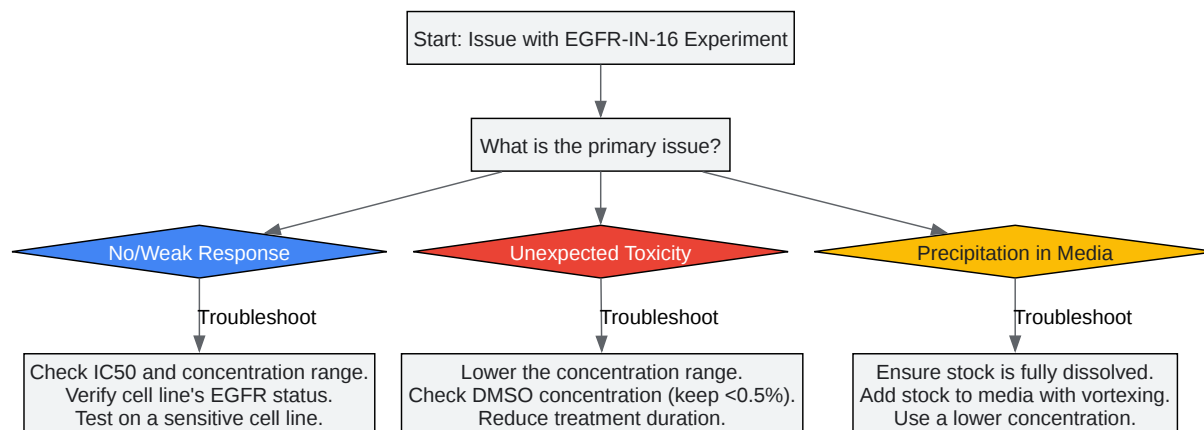 Start: Issue with EGFR-IN-16 Experiment
What is the primary issue?
No/Weak Response
Unexpected Toxicity
Precipitation in Media
Troubleshoot
Troubleshoot
Troubleshoot
Check IC50 and concentration range.
Verify cell line's EGFR status.
Test on a sensitive cell line.
Lower the concentration range.
Check DMSO concentration (keep <0.5%).
Reduce treatment duration.
Ensure stock is fully dissolved.
Add stock to media with vortexing.
Use a lower concentration.